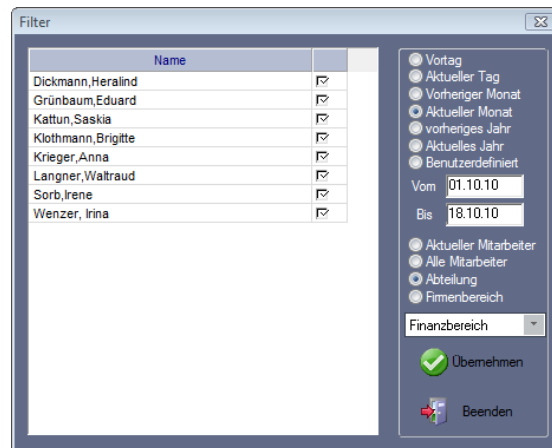 Filter
Name
Dickmann,Heralind
Grünbaum,Eduard
Kattun,Saskia
Klothmann,Brigitte
Krieger,Anna
Langner,Waltraud
Sorb,Irene
Wenzer, Irina
Vortag
Aktueller Tag
Vorheriger Monat
Aktueller Monat
vorheriges Jahr
Aktuelles Jahr
Benutzerdefiniert
Vom 01.10.10
Bis 18.10.10
Aktueller Mitarbeiter
Alle Mitarbeiter
Abteilung
Firmenbereich
Finanzbereich
Übernehmen
Beenden